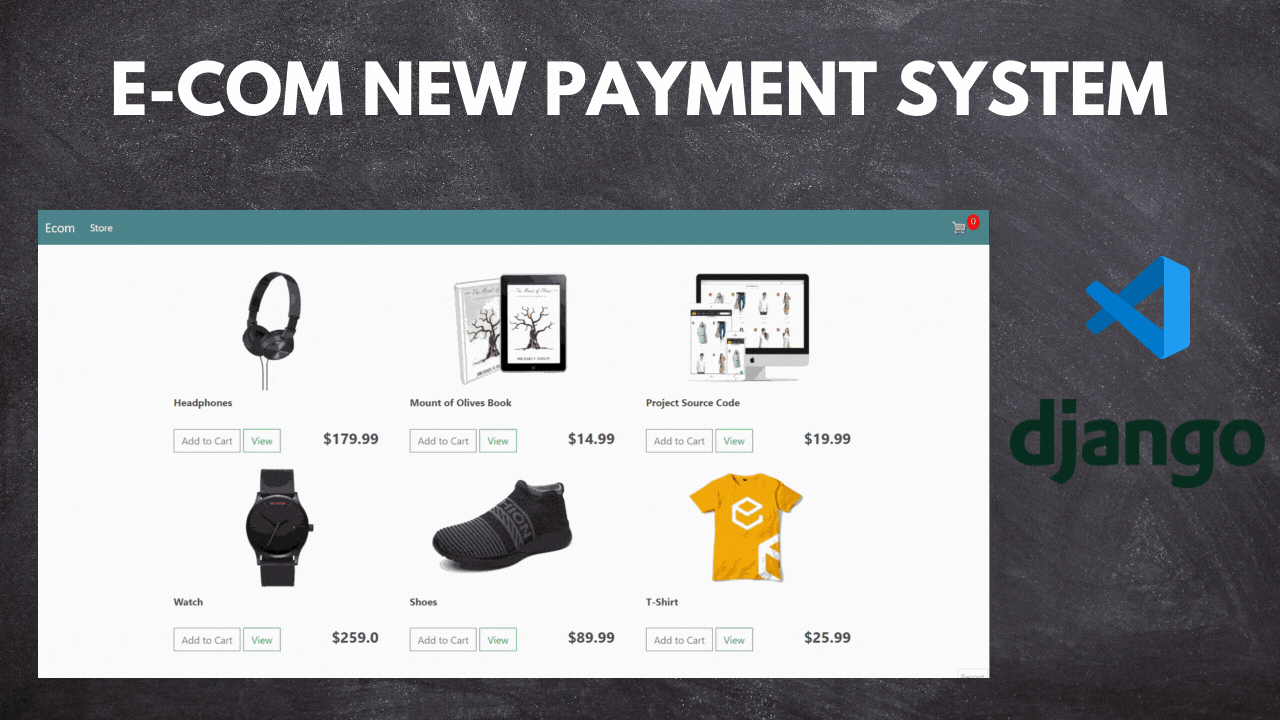 E-COM NEW PAYMENT SYSTEM
Ecom Store 0
Headphones Mount of Olives Book Project Source Code
Add to Cart View $179.99 Add to Cart View $14.99 Add to Cart View $19.99
Watch Shoes T-Shirt
Add to Cart View $259.0 Add to Cart View $89.99 Add to Cart View $25.99
django